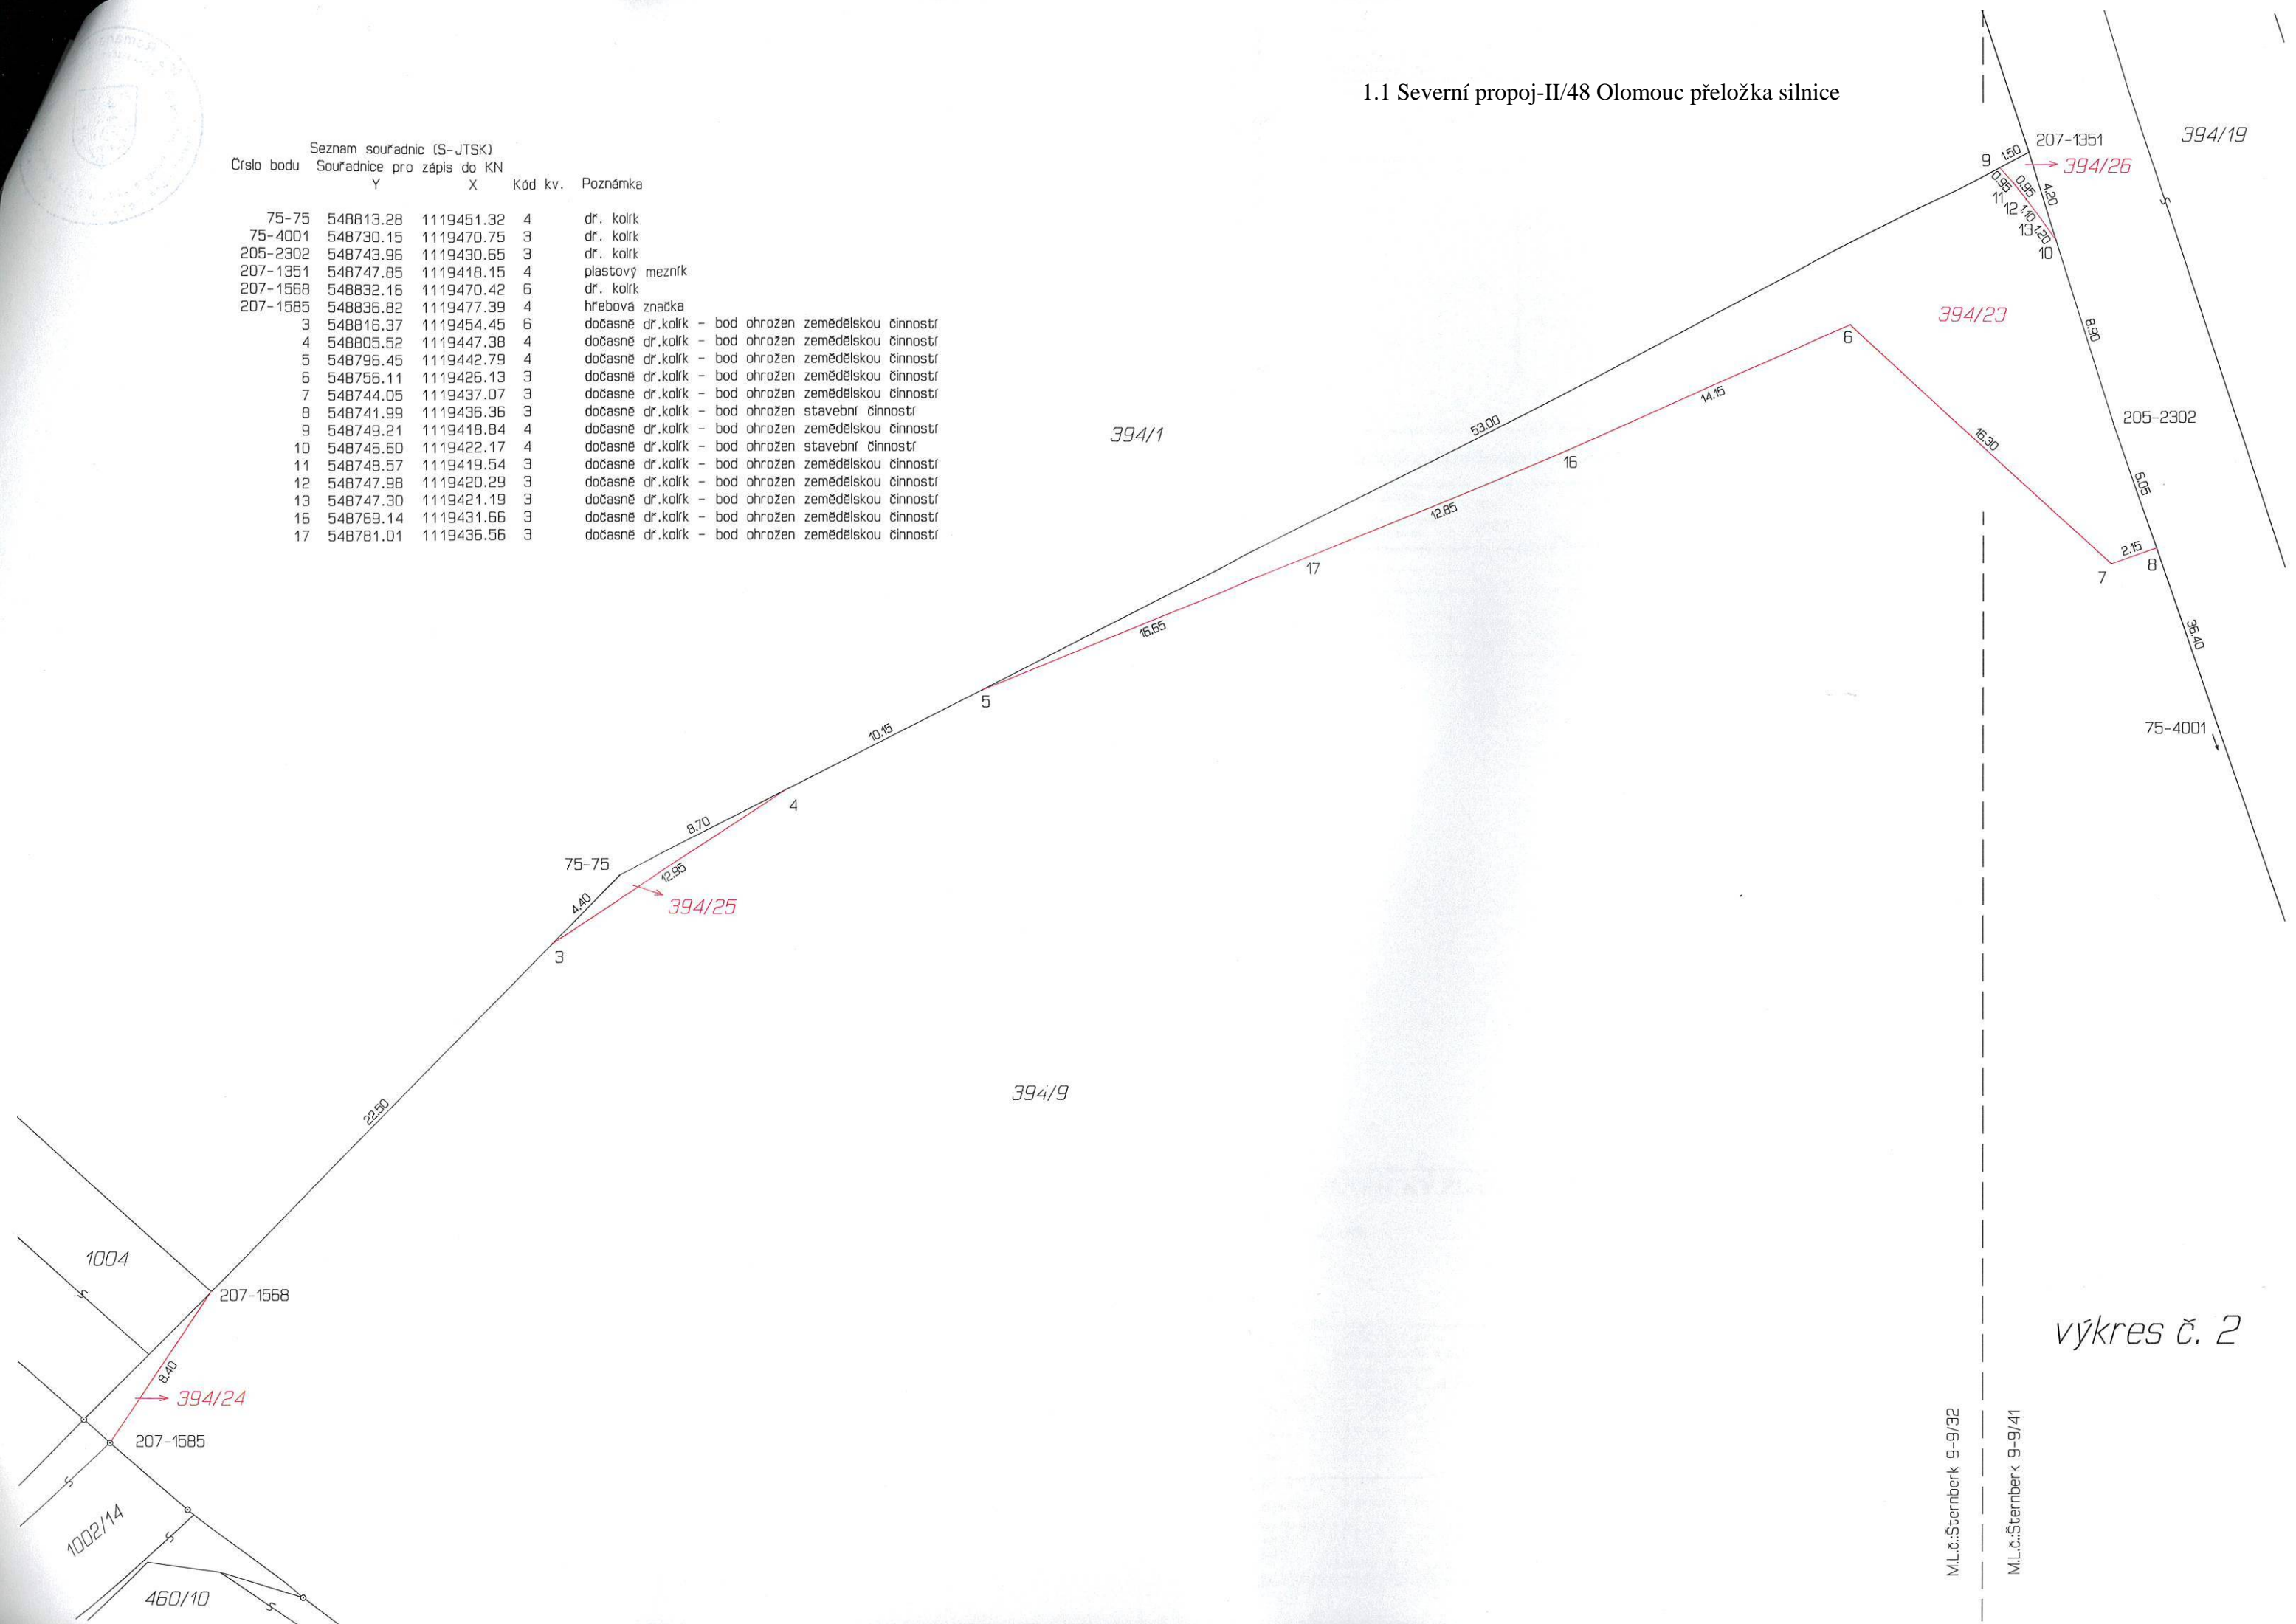 1.1 Severní propoj-II/48 Olomouc přeložka silnice
Seznam souřadnic (S-JTSK)
Číslo bodu Souřadnice pro zápis do KN
Y X Kód kv. Poznámka
75-75 548813.28 1119451.32 4 dř. kolík
75-4001 548730.15 1119470.75 3 dř. kolík
205-2302 548743.96 1119430.65 3 dř. kolík
207-1351 548747.85 1119418.15 4 plastový mezník
207-1568 548832.16 1119470.42 6 dř. kolík
207-1585 548836.82 1119477.39 4 hřebová značka
3 548816.37 1119454.45 6 dočasně dř.kolík - bod ohrožen zemědělskou činností
4 548805.52 1119447.38 4 dočasně dř.kolík - bod ohrožen zemědělskou činností
5 548796.45 1119442.79 4 dočasně dř.kolík - bod ohrožen zemědělskou činností
6 548756.11 1119426.13 3 dočasně dř.kolík - bod ohrožen zemědělskou činností
7 548744.05 1119437.07 3 dočasně dř.kolík - bod ohrožen zemědělskou činností
8 548741.99 1119436.36 3 dočasně dř.kolík - bod ohrožen stavební činností
9 548749.21 1119418.84 4 dočasně dř.kolík - bod ohrožen zemědělskou činností
10 548746.60 1119422.17 4 dočasně dř.kolík - bod ohrožen stavební činností
11 548748.57 1119419.54 3 dočasně dř.kolík - bod ohrožen zemědělskou činností
12 548747.98 1119420.29 3 dočasně dř.kolík - bod ohrožen zemědělskou činností
13 548747.30 1119421.19 3 dočasně dř.kolík - bod ohrožen zemědělskou činností
16 548769.14 1119431.66 3 dočasně dř.kolík - bod ohrožen zemědělskou činností
17 548781.01 1119436.56 3 dočasně dř.kolík - bod ohrožen zemědělskou činností
394/19
207-1351
9
1.50
394/26
0.95
0.95
4.20
11
12
1.10
13
1.20
10
394/23
6
8.90
14.15
205-2302
53.00
394/1
16.30
16
6.05
12.85
2.15
17
7
8
16.65
36.40
5
75-4001
10.15
4
8.70
75-75
12.95
4.40
394/25
3
394/9
22.50
1004
207-1568
výkres č. 2
8.40
394/24
207-1585
M.L.č.:Šternberk 9-9/32
M.L.č.:Šternberk 9-9/41
1002/14
460/10